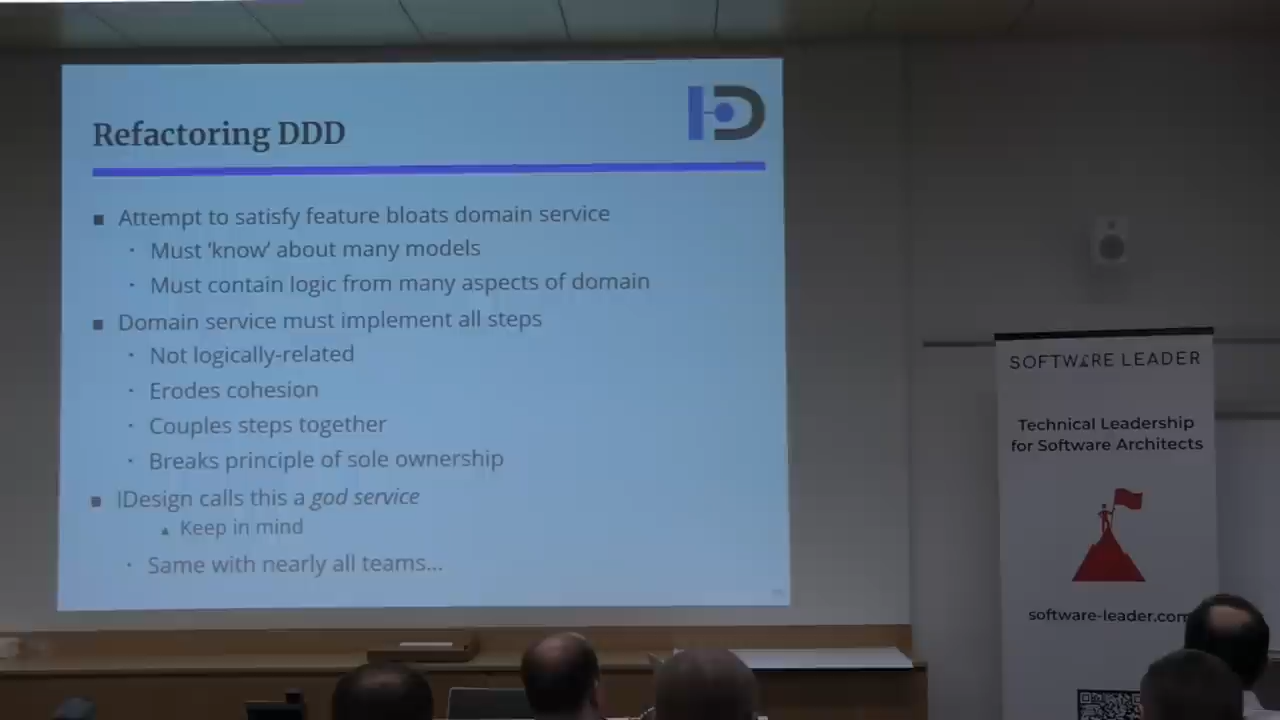 Refactoring DDD
Attempt to satisfy feature bloats domain service
Must 'know' about many models
Must contain logic from many aspects of domain
Domain service must implement all steps
Not logically-related
Erodes cohesion
Couples steps together
Breaks principle of sole ownership
IDesign calls this a god service
Keep in mind
Same with nearly all teams...
SOFTWARE LEADER
Technical Leadership
for Software Architects
software-leader.com